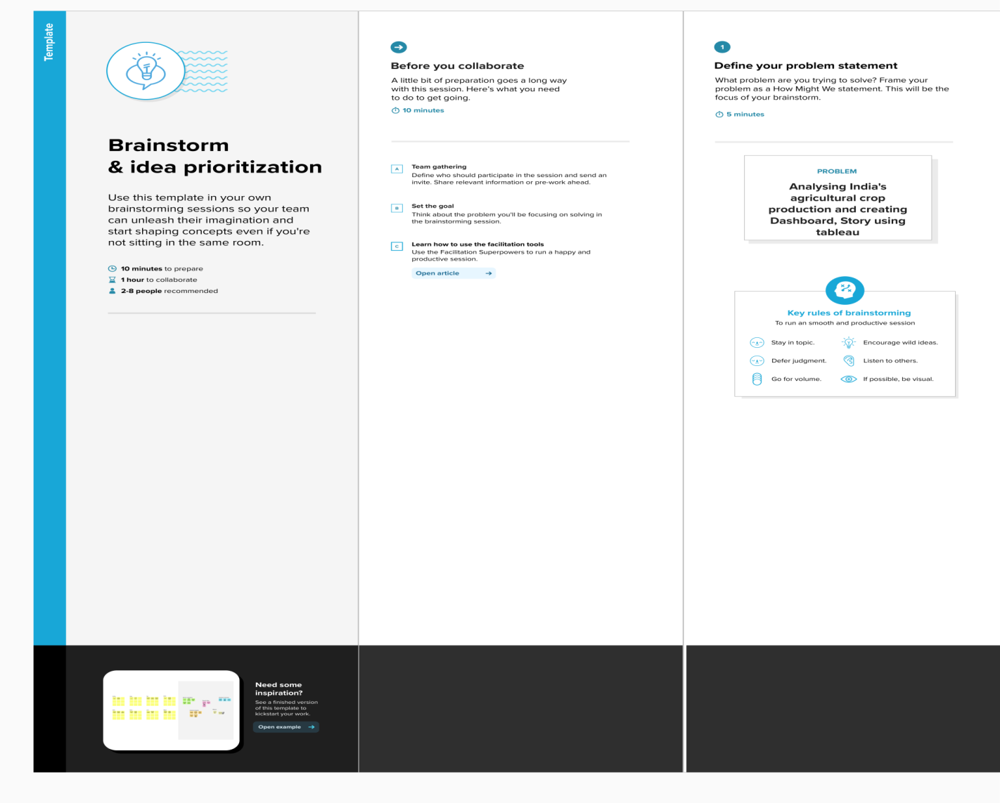 Template
Brainstorm
& idea prioritization
Use this template in your own
brainstorming sessions so your team
can unleash their imagination and
start shaping concepts even if you're
not sitting in the same room.
10 minutes to prepare
1 hour to collaborate
2-8 people recommended
Need some
inspiration?
See a finished version
of this template to
kickstart your work.
Open example
Before you collaborate
A little bit of preparation goes a long way
with this session. Here's what you need
to do to get going.
10 minutes
A
Team gathering
Define who should participate in the session and send an
invite. Share relevant information or pre-work ahead.
B
Set the goal
Think about the problem you'll be focusing on solving in
the brainstorming session.
C
Learn how to use the facilitation tools
Use the Facilitation Superpowers to run a happy and
productive session.
Open article
1
Define your problem statement
What problem are you trying to solve? Frame your
problem as a How Might We statement. This will be the
focus of your brainstorm.
5 minutes
PROBLEM
Analysing India's
agricultural crop
production and creating
Dashboard, Story using
tableau
Key rules of brainstorming
To run an smooth and productive session
Stay in topic.
Encourage wild ideas.
Defer judgment.
Listen to others.
Go for volume.
If possible, be visual.